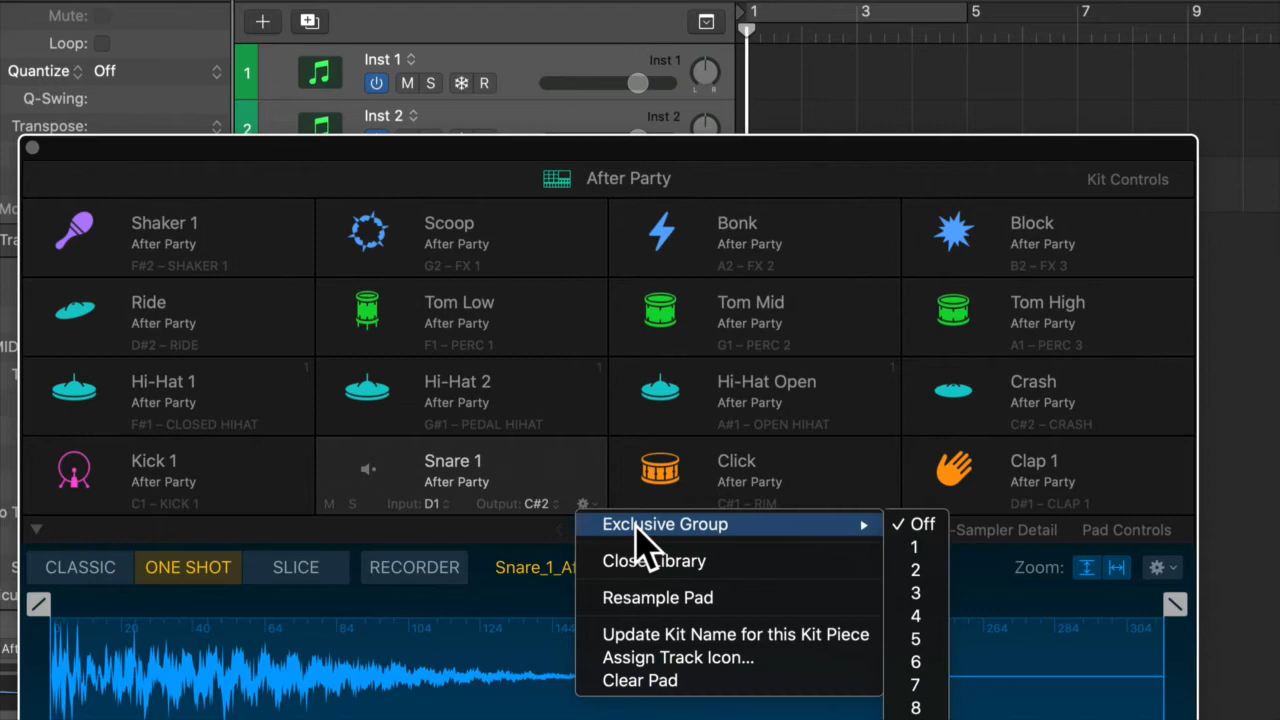 Mute:
Loop:
Quantize Off
Q-Swing:
Transpose:
1 3 5 7 9
1
Inst 1
M S R
Inst 1
L R
2
Inst 2
Inst 2
After Party
Kit Controls
Shaker 1
After Party
F#2 – SHAKER 1
Scoop
After Party
G2 – FX 1
Bonk
After Party
A2 – FX 2
Block
After Party
B2 – FX 3
Ride
After Party
D#2 – RIDE
Tom Low
After Party
F1 – PERC 1
Tom Mid
After Party
G1 – PERC 2
Tom High
After Party
A1 – PERC 3
Hi-Hat 1
1
After Party
F#1 – CLOSED HIHAT
Hi-Hat 2
1
After Party
G#1 – PEDAL HIHAT
Hi-Hat Open
1
After Party
A#1 – OPEN HIHAT
Crash
After Party
C#2 – CRASH
Kick 1
After Party
C1 – KICK 1
Snare 1
After Party
M S Input: D1 Output: C#2
Click
After Party
C#1 – RIM
Clap 1
After Party
D#1 – CLAP 1
Exclusive Group
Close Library
Resample Pad
Update Kit Name for this Kit Piece
Assign Track Icon...
Clear Pad
✓ Off
1
2
3
4
5
6
7
8
-Sampler Detail
Pad Controls
CLASSIC
ONE SHOT
SLICE
RECORDER
Snare_1_Af
Zoom:
20 40 64 84 124 144 264 284 304